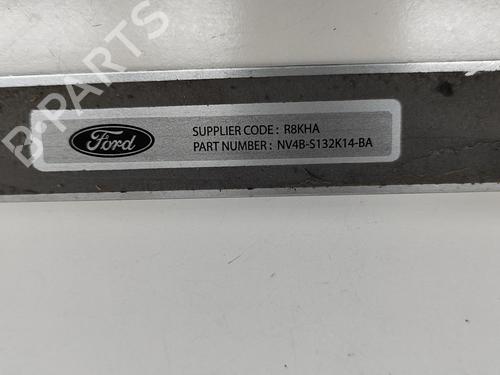 B-PARTS
Ford
SUPPLIER CODE : R8KHA
PART NUMBER : NV4B-S132K14-BA